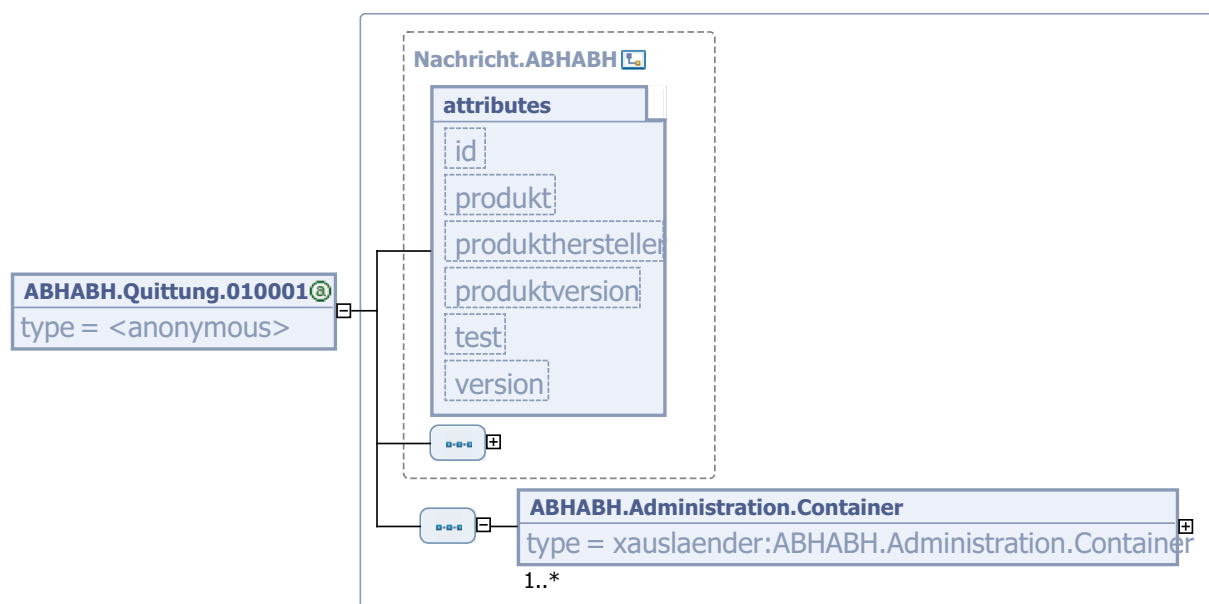 Nachricht.ABHABH
attributes
id
produkt
produkthersteller
produktversion
test
version
ABHABH.Quittung.010001
type = <anonymous>
ABHABH.Administration.Container
type = xauslaender:ABHABH.Administration.Container
1..*